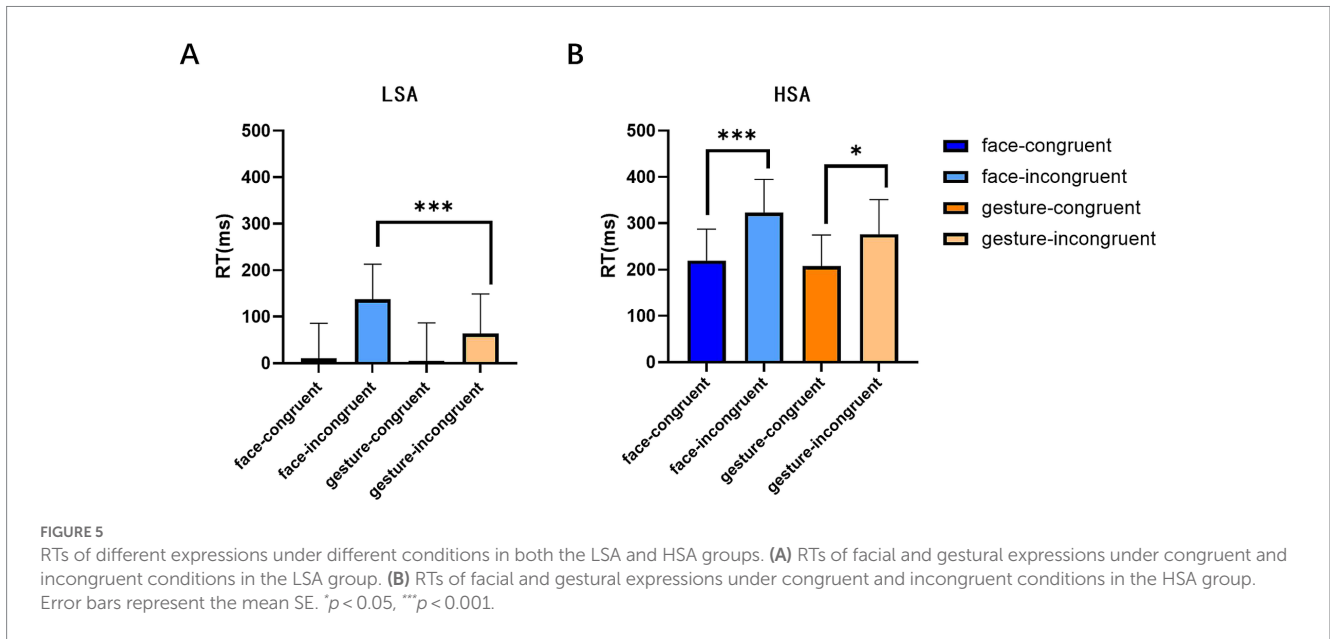 A
LSA
RT(ms)
500
400
300
200
100
0
***
face-congruent
face-incongruent
gesture-congruent
gesture-incongruent
B
HSA
RT(ms)
500
400
300
200
100
0
***
*
face-congruent
face-incongruent
gesture-congruent
gesture-incongruent
face-congruent
face-incongruent
gesture-congruent
gesture-incongruent
FIGURE 5
RTs of different expressions under different conditions in both the LSA and HSA groups. (A) RTs of facial and gestural expressions under congruent and
incongruent conditions in the LSA group. (B) RTs of facial and gestural expressions under congruent and incongruent conditions in the HSA group.
Error bars represent the mean SE. *p < 0.05, ***p < 0.001.